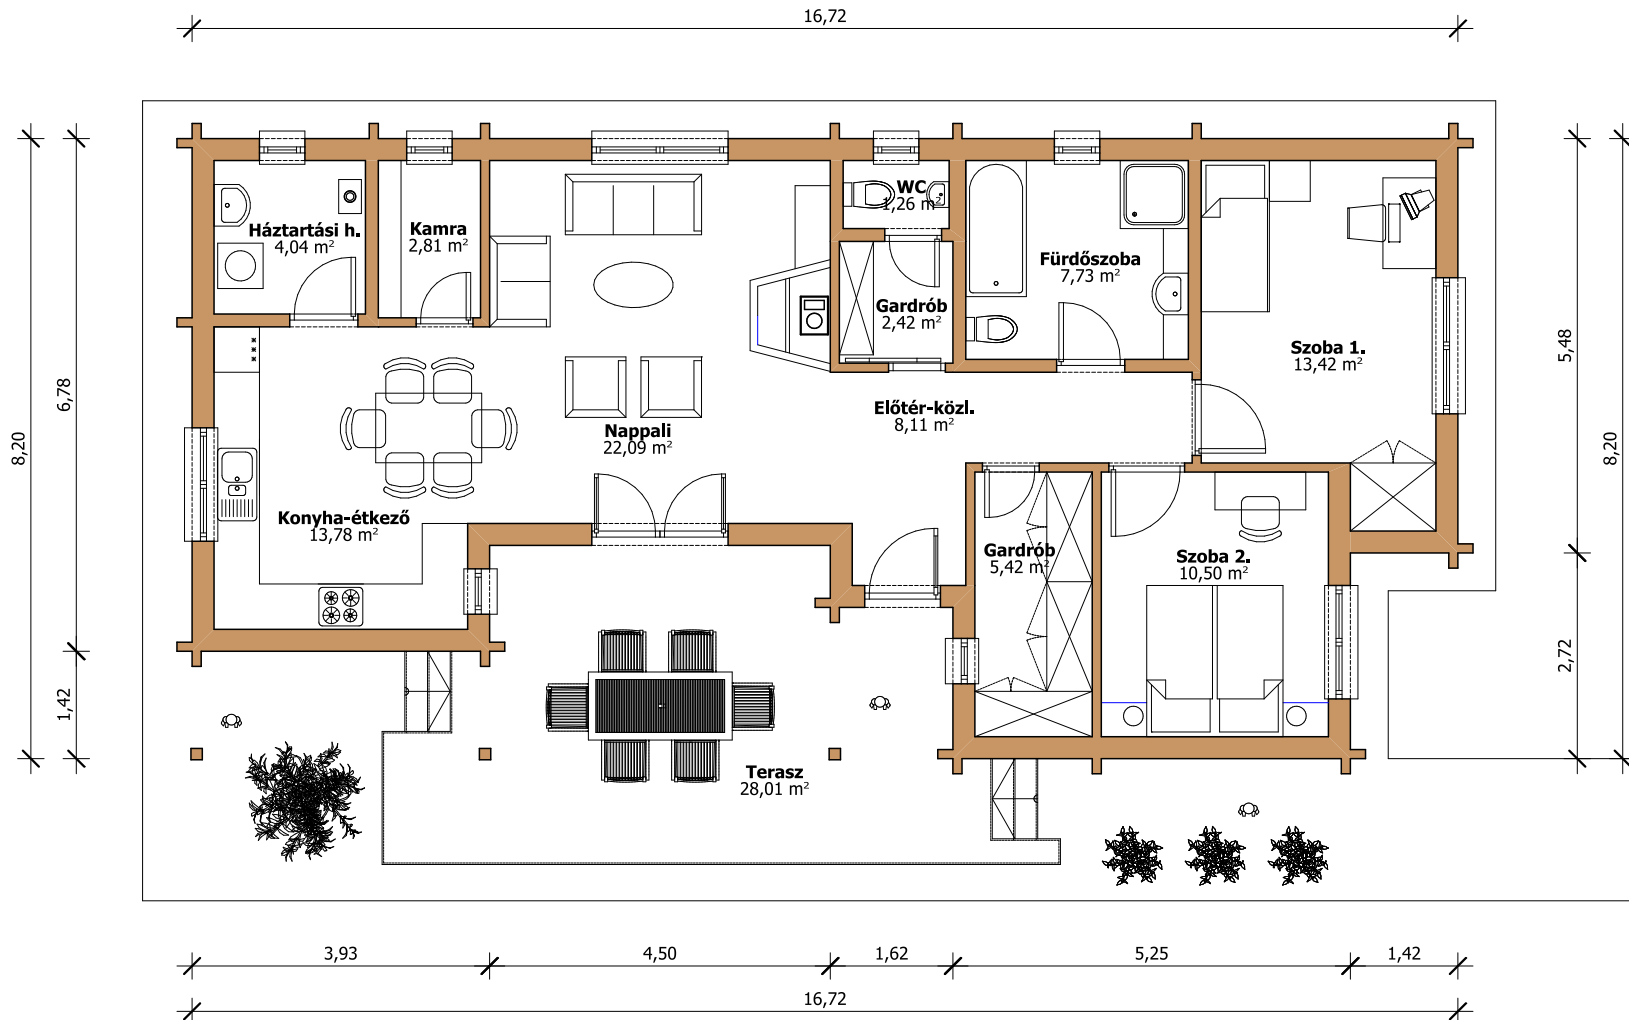 16,72
8,20
6,78
1,42
Háztartási h.
4,04 m²
Kamra
2,81 m²
WC
1,26 m²
Gardrób
2,42 m²
Fürdőszoba
7,73 m²
Szoba 1.
13,42 m²
Nappali
22,09 m²
Előtér-közl.
8,11 m²
Konyha-étkező
13,78 m²
Gardrób
5,42 m²
Szoba 2.
10,50 m²
Terasz
28,01 m²
5,48
2,72
8,20
3,93
4,50
1,62
5,25
1,42
16,72